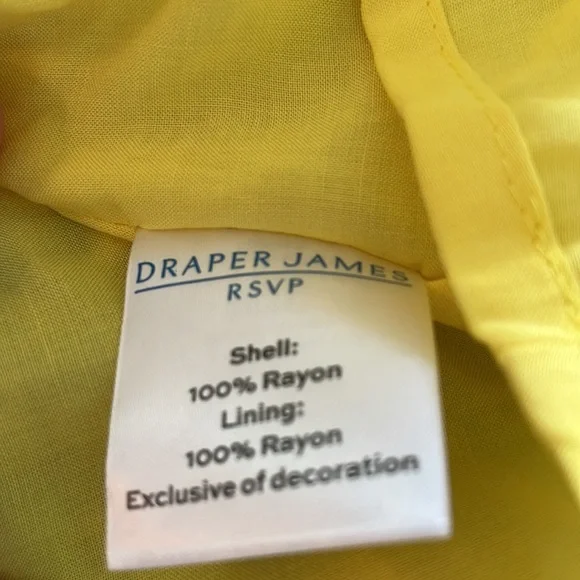 DRAPER JAMES
RSVP
Shell:
100% Rayon
Lining:
100% Rayon
Exclusive of decoration